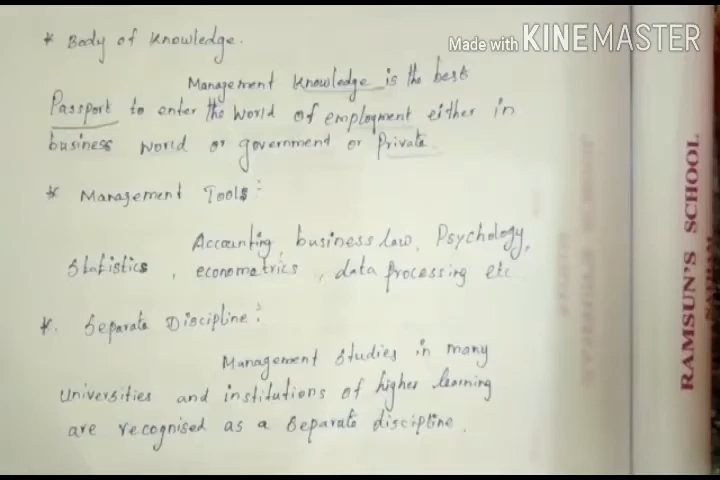 * Body of Knowledge.
Made with KINEMASTER
Management Knowledge is the best
Passport to enter the World of employment either in
business World or government or Private.
* Management Tools:
Accounting, business law, Psychology,
Statistics, econometrics, data Processing etc
*. Separate Discipline:
Management Studies in many
Universities and institutions of higher learning
are recognised as a Separate discipline.
RAMSUN'S SCHOOL
NATHAM